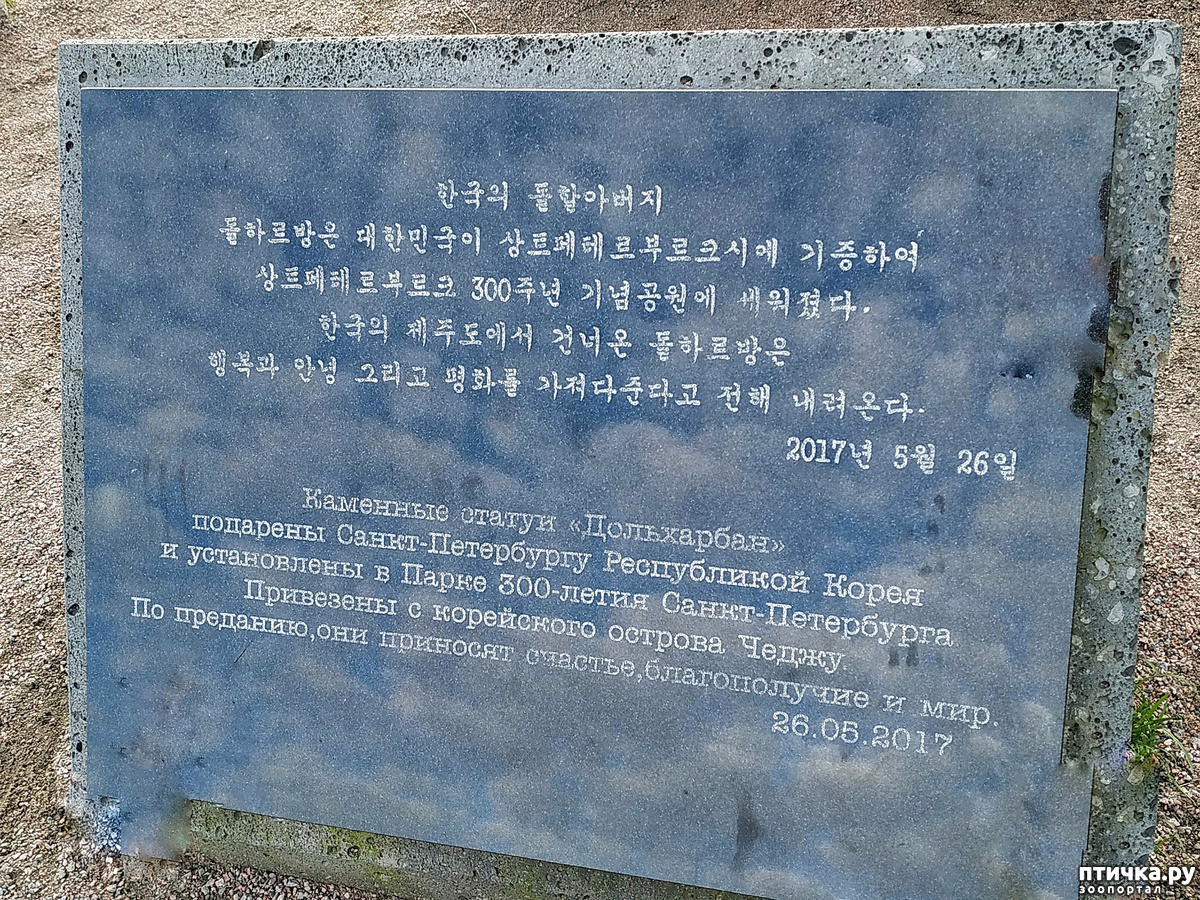 한국의 돌할아버지
돌하르방은 대한민국이 상트페테르부르크시에 기증하여
상트페테르부르크 300주년 기념공원에 세워졌다.
한국의 제주도에서 건너온 돌하르방은
행복과 안녕 그리고 평화를 가져다준다고 전해 내려온다.
2017년 5월 26일
Каменные статуи «Дольхарбан»
подарены Санкт-Петербургу Республикой Корея
и установлены в Парке 300-летия Санкт-Петербурга
Привезены с корейского острова Чеджу.
По преданию,они приносят счастье,благополучие и мир.
26.05.2017
птичка.ру
зоопортал